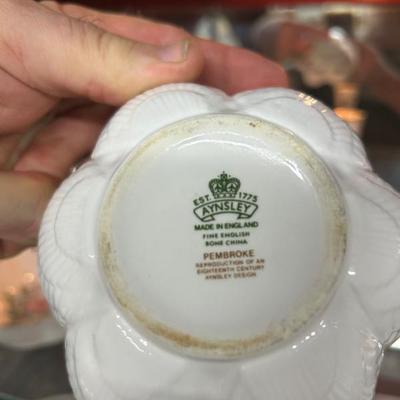 EST. 1775
AYNSLEY
MADE IN ENGLAND
FINE ENGLISH
BONE CHINA
PEMBROKE
REPRODUCTION OF AN
EIGHTEENTH CENTURY
AYNSLEY DESIGN